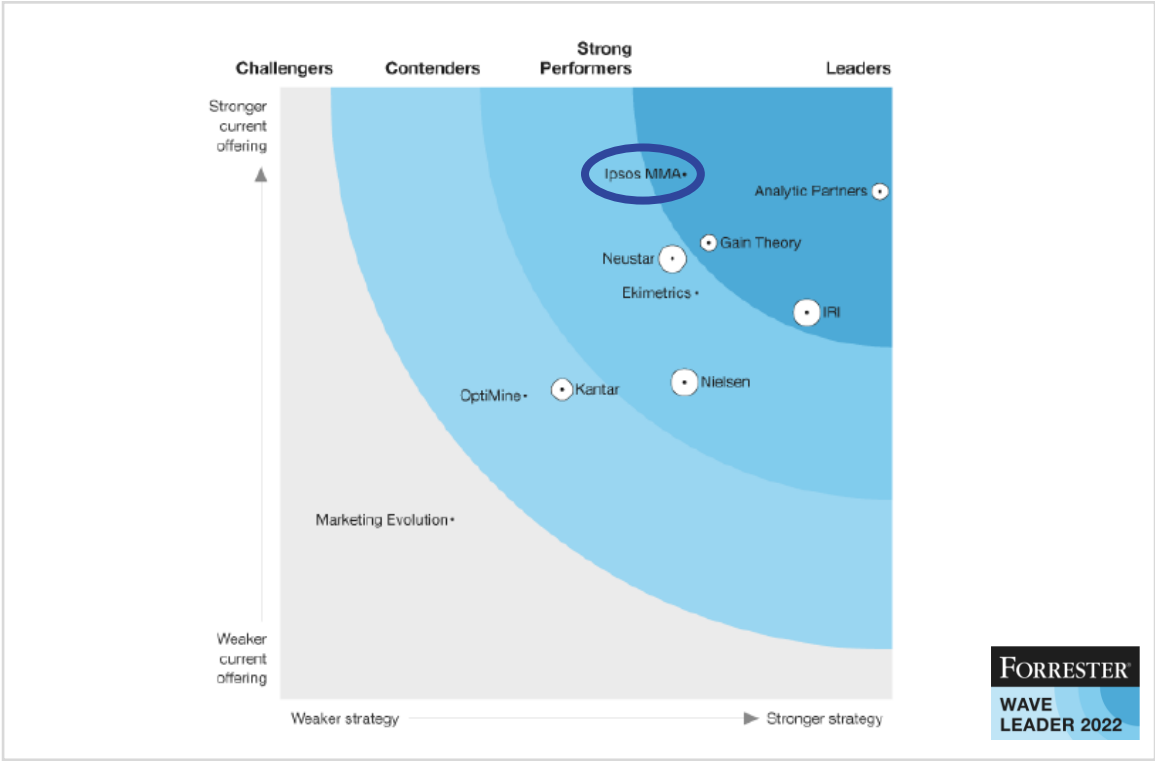 Strong
Challengers Contenders Performers Leaders
Stronger
current
offering
Ipsos MMA
Analytic Partners
Gain Theory
Neustar
Ekimetrics
IRI
Nielsen
Kantar
OptiMine
Marketing Evolution
Weaker
current
offering
Weaker strategy
Stronger strategy
FORRESTER®
WAVE
LEADER 2022